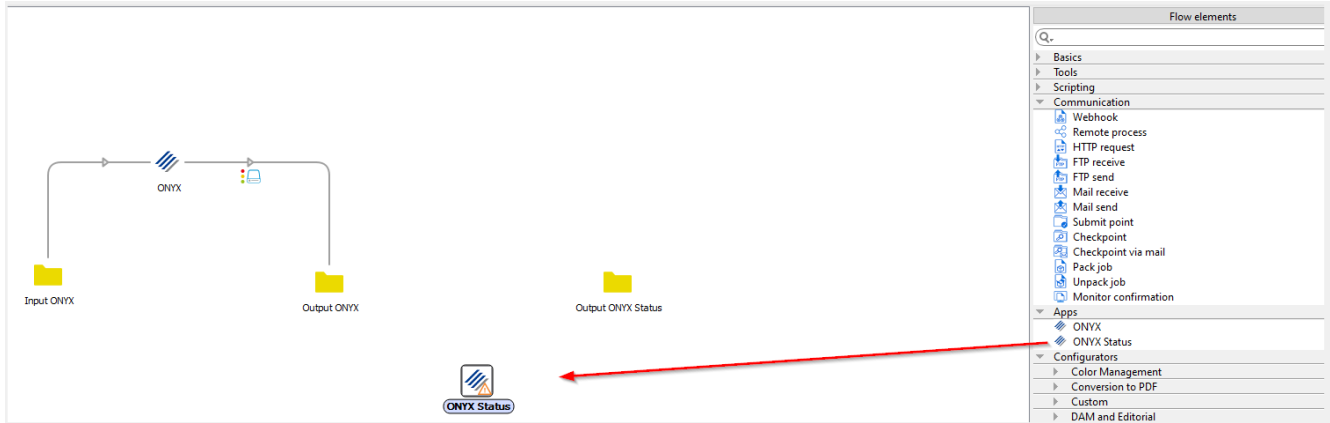 Flow elements
Basics
Tools
Scripting
Communication
Webhook
Remote process
HTTP request
FTP receive
FTP send
Mail receive
Mail send
Submit point
Checkpoint
Checkpoint via mail
Pack job
Unpack job
Monitor confirmation
Apps
ONYX
ONYX Status
Configurators
Color Management
Conversion to PDF
Custom
DAM and Editorial
ONYX
Input ONYX
Output ONYX
Output ONYX Status
ONYX Status